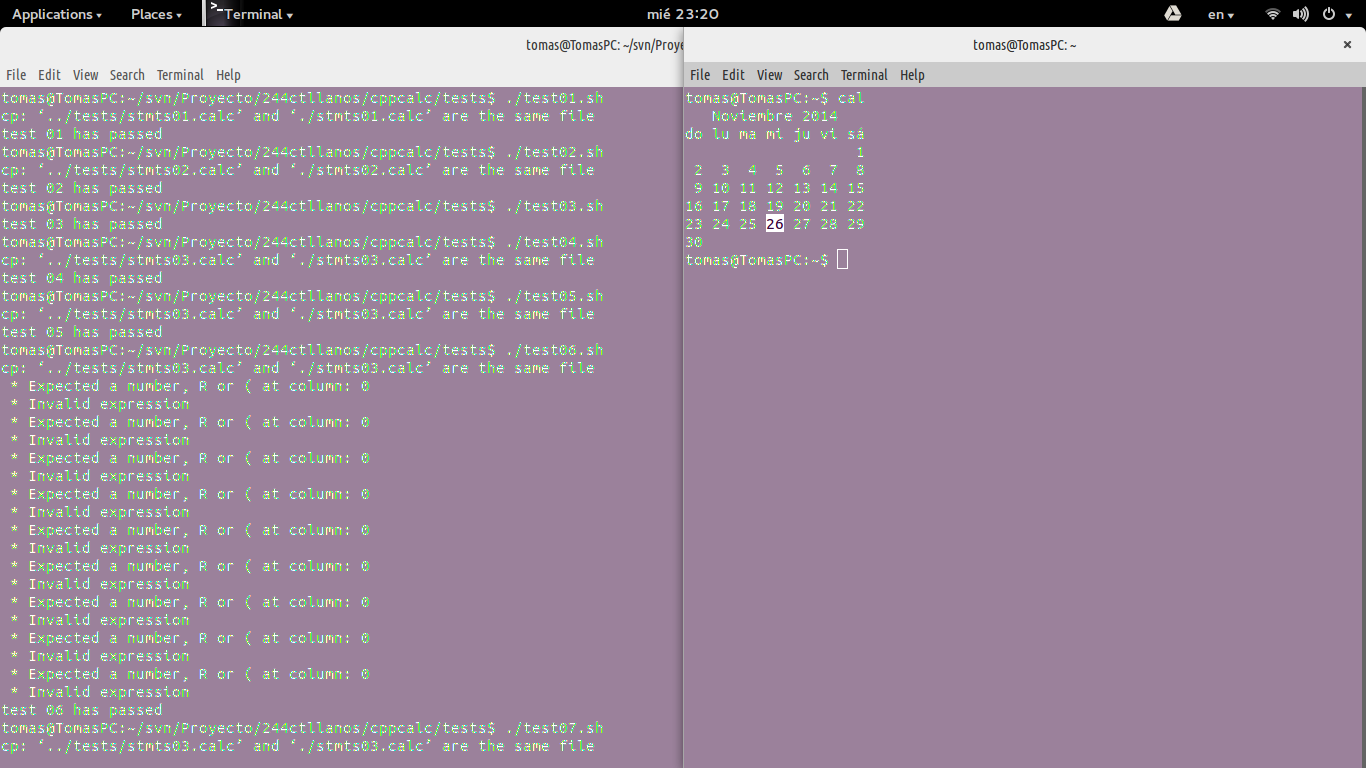 Applications Places Terminal mié 23:20 en
tomas@TomasPC: ~/svn/Proye
File Edit View Search Terminal Help
tomas@TomasPC:~/svn/Proyecto/244ctllanos/cppcalc/tests$ ./test01.sh
cp: ‘../tests/stmts01.calc’ and ‘./stmts01.calc’ are the same file
test 01 has passed
tomas@TomasPC:~/svn/Proyecto/244ctllanos/cppcalc/tests$ ./test02.sh
cp: ‘../tests/stmts02.calc’ and ‘./stmts02.calc’ are the same file
test 02 has passed
tomas@TomasPC:~/svn/Proyecto/244ctllanos/cppcalc/tests$ ./test03.sh
test 03 has passed
tomas@TomasPC:~/svn/Proyecto/244ctllanos/cppcalc/tests$ ./test04.sh
cp: ‘../tests/stmts03.calc’ and ‘./stmts03.calc’ are the same file
test 04 has passed
tomas@TomasPC:~/svn/Proyecto/244ctllanos/cppcalc/tests$ ./test05.sh
cp: ‘../tests/stmts03.calc’ and ‘./stmts03.calc’ are the same file
test 05 has passed
tomas@TomasPC:~/svn/Proyecto/244ctllanos/cppcalc/tests$ ./test06.sh
cp: ‘../tests/stmts03.calc’ and ‘./stmts03.calc’ are the same file
* Expected a number, R or ( at column: 0
* Invalid expression
* Expected a number, R or ( at column: 0
* Invalid expression
* Expected a number, R or ( at column: 0
* Invalid expression
* Expected a number, R or ( at column: 0
* Invalid expression
* Expected a number, R or ( at column: 0
* Invalid expression
* Expected a number, R or ( at column: 0
* Invalid expression
* Expected a number, R or ( at column: 0
* Invalid expression
* Expected a number, R or ( at column: 0
* Invalid expression
* Expected a number, R or ( at column: 0
* Invalid expression
test 06 has passed
tomas@TomasPC:~/svn/Proyecto/244ctllanos/cppcalc/tests$ ./test07.sh
cp: ‘../tests/stmts03.calc’ and ‘./stmts03.calc’ are the same file
tomas@TomasPC: ~
File Edit View Search Terminal Help
tomas@TomasPC:~$ cal
Noviembre 2014
do lu ma mi ju vi sá
1
2 3 4 5 6 7 8
9 10 11 12 13 14 15
16 17 18 19 20 21 22
23 24 25 26 27 28 29
30
tomas@TomasPC:~$